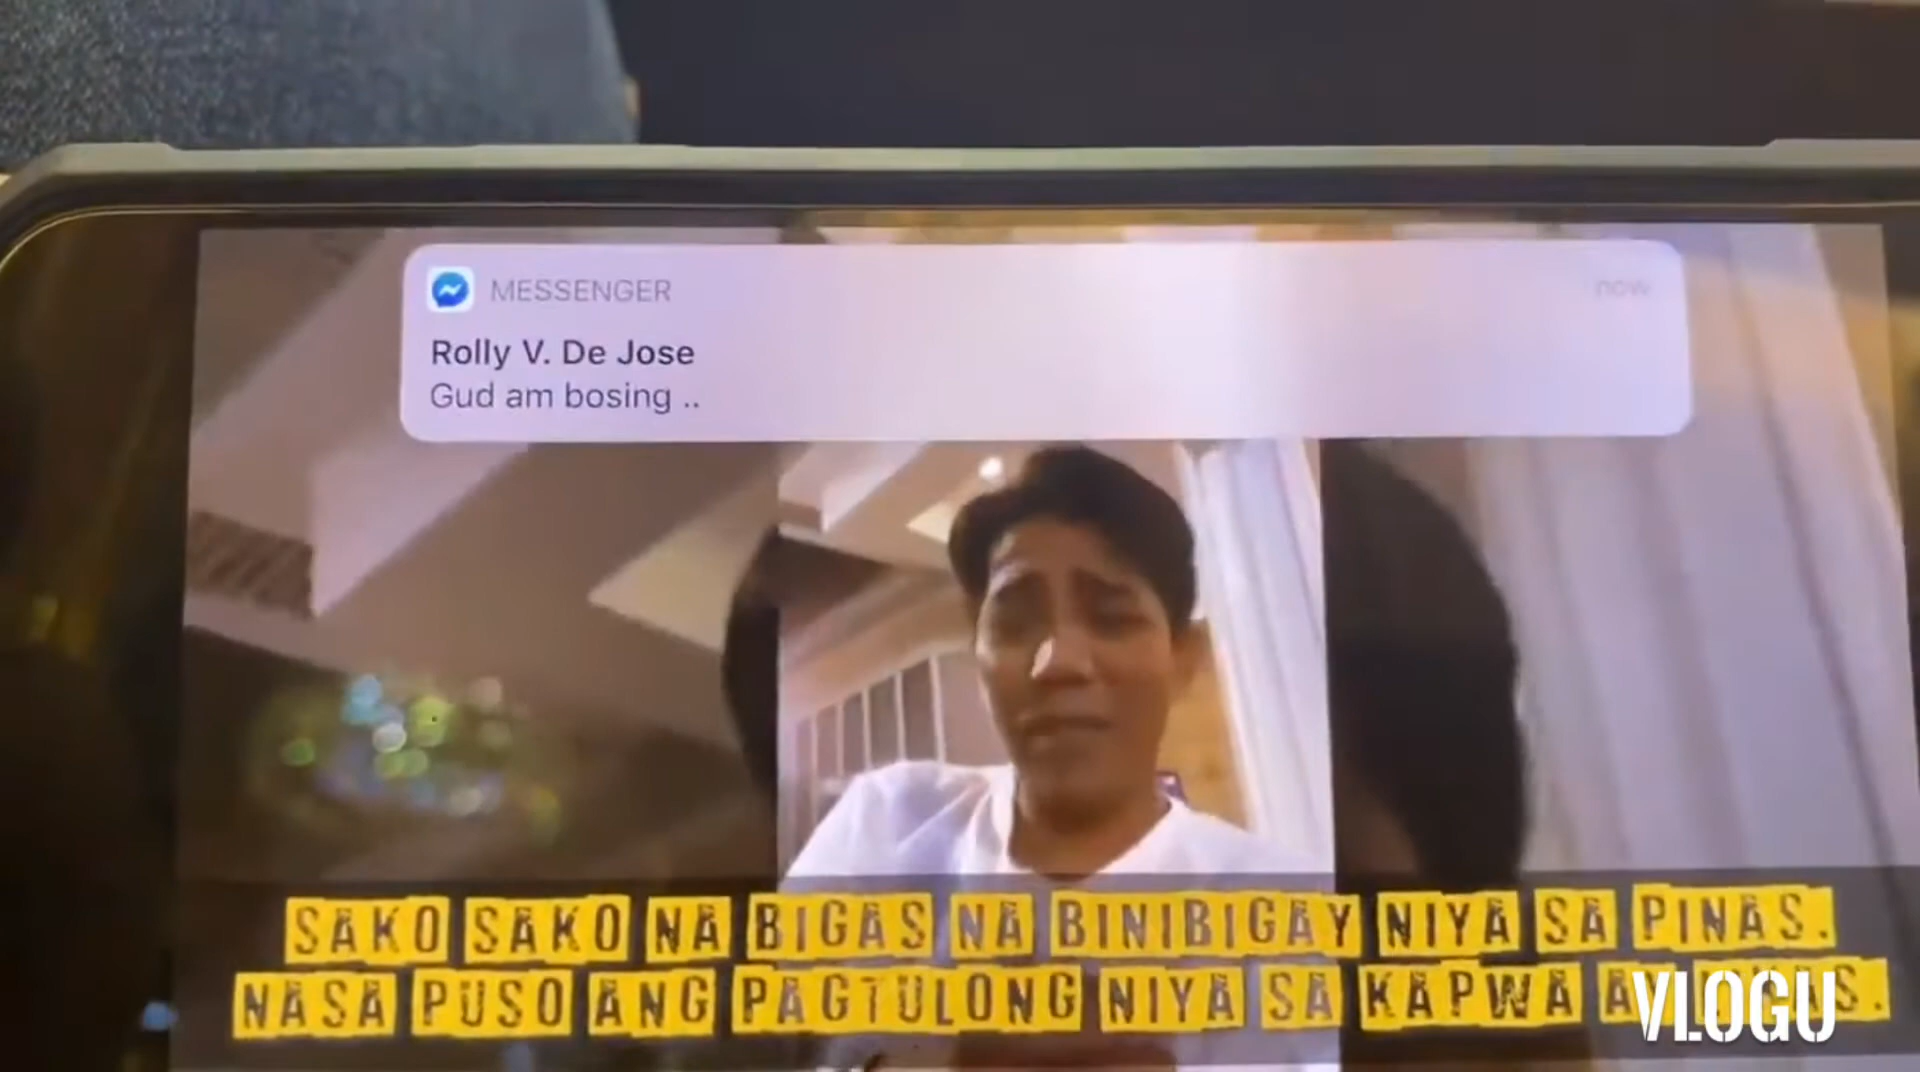 MESSENGER now
Rolly V. De Jose
Gud am bosing ..
SAKO SAKO NA BIGAS NA BINIBIGAY NIYA SA PINAS.
NASA PUSO ANG PAGTULONG NIYA SA KAPWA
VLOGU